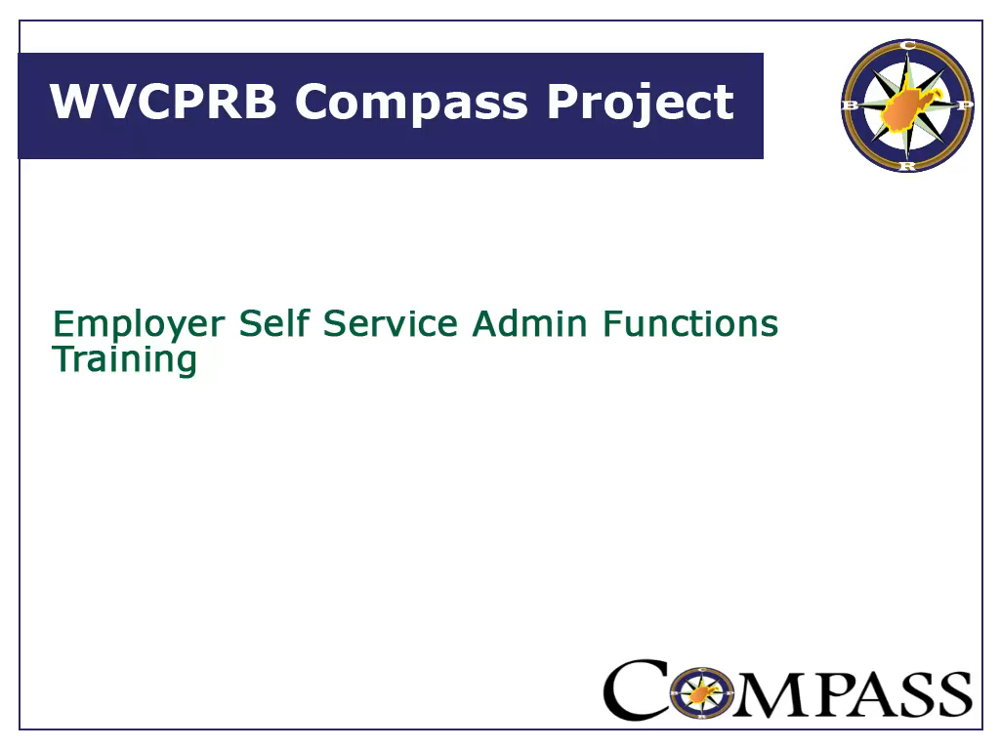 WVCPRB Compass Project
C
B P
R
Employer Self Service Admin Functions
Training
COMPASS